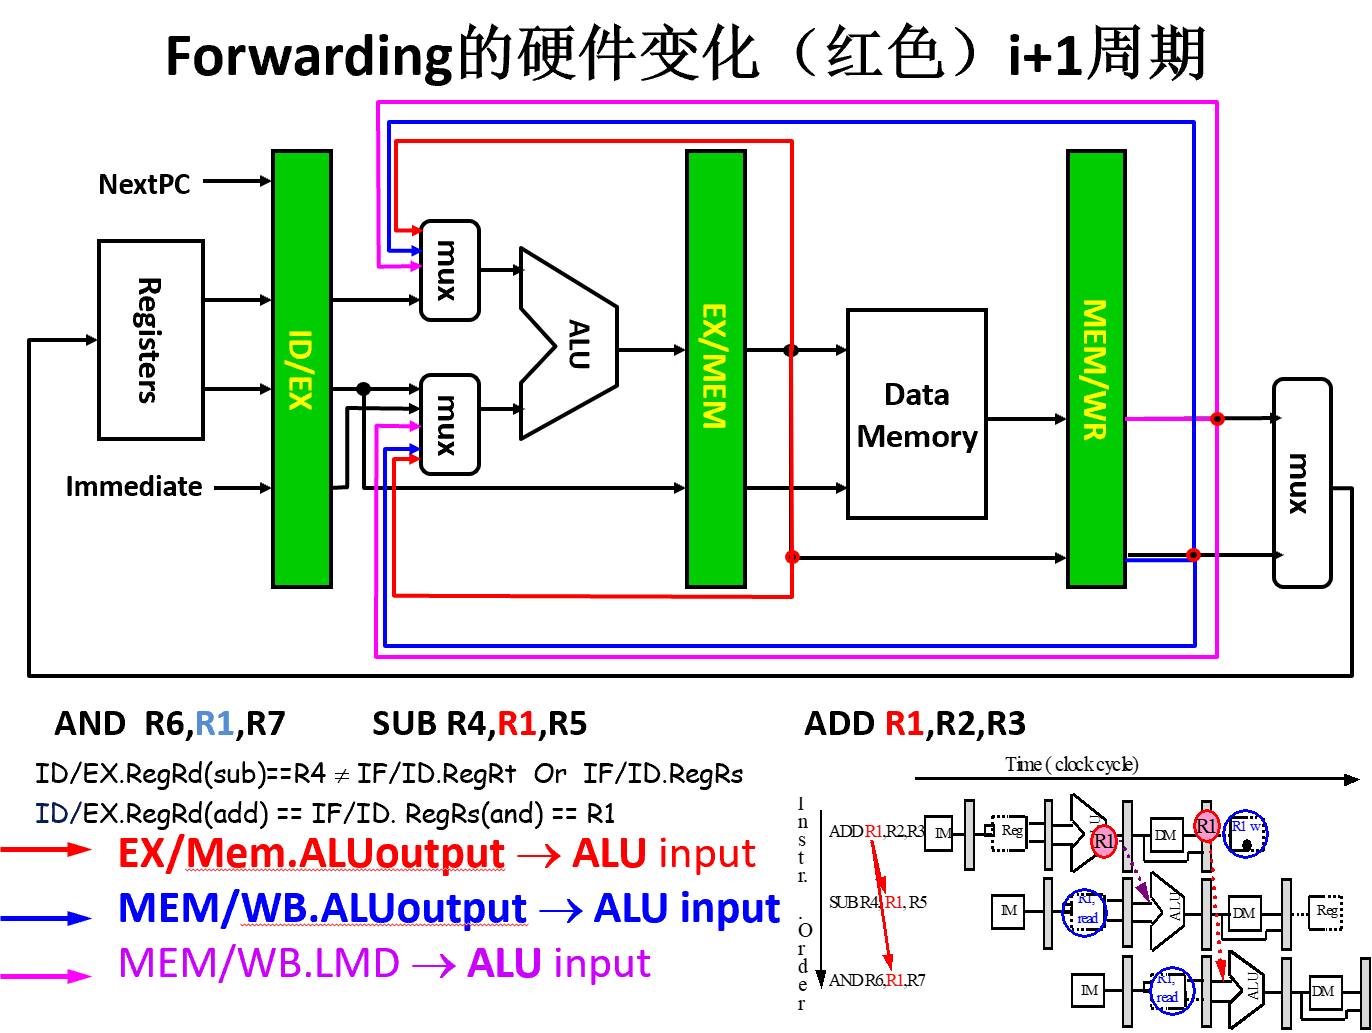 Forwarding的硬件变化（红色）i+1周期
NextPC
Registers
Immediate
ID/EX
mux
mux
ALU
EX/MEM
Data
Memory
MEM/WR
mux
AND R6,R1,R7
SUB R4,R1,R5
ADD R1,R2,R3
ID/EX.RegRd(sub)==R4 ≠ IF/ID.RegRt Or IF/ID.RegRs
ID/EX.RegRd(add) == IF/ID. RegRs(and) == R1
EX/Mem.ALUoutput → ALU input
MEM/WB.ALUoutput → ALU input
MEM/WB.LMD → ALU input
Time ( clock cycle)
Instr. .Order
ADD R1,R2,R3
IM
Reg
R1
DM
R1
R1 w
SUB R4, R1, R5
IM
R1,
read
ALU
DM
Reg
AND R6,R1,R7
IM
R1,
read
ALU
DM